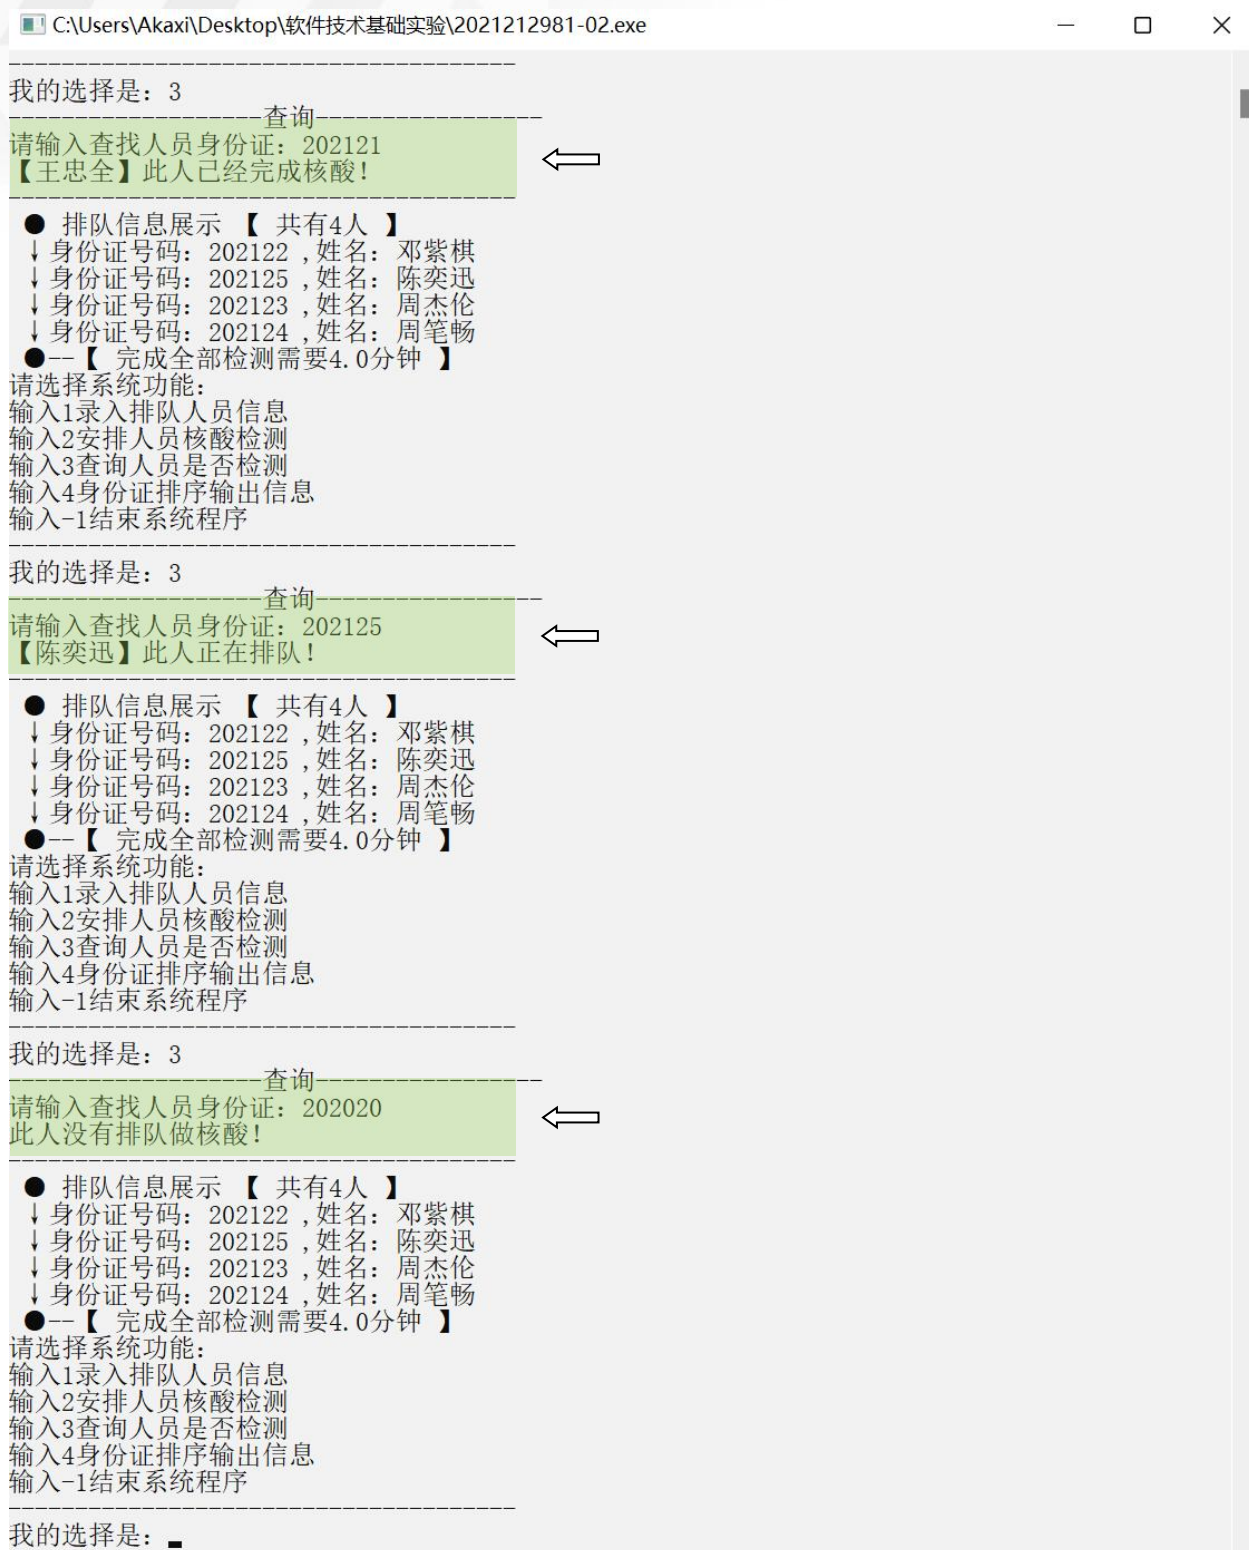 C:\Users\Akaxi\Desktop\软件技术基础实验\2021212981-02.exe
--------------------------------------
我的选择是：3
-------------------查询-----------------
请输入查找人员身份证：202121
【王忠全】此人已经完成核酸！
--------------------------------------
● 排队信息展示 【 共有4人 】
↓身份证号码：202122 ,姓名：邓紫棋
↓身份证号码：202125 ,姓名：陈奕迅
↓身份证号码：202123 ,姓名：周杰伦
↓身份证号码：202124 ,姓名：周笔畅
●--【 完成全部检测需要4.0分钟 】
请选择系统功能：
输入1录入排队人员信息
输入2安排人员核酸检测
输入3查询人员是否检测
输入4身份证排序输出信息
输入-1结束系统程序
--------------------------------------
我的选择是：3
-------------------查询-----------------
请输入查找人员身份证：202125
【陈奕迅】此人正在排队！
--------------------------------------
● 排队信息展示 【 共有4人 】
↓身份证号码：202122 ,姓名：邓紫棋
↓身份证号码：202125 ,姓名：陈奕迅
↓身份证号码：202123 ,姓名：周杰伦
↓身份证号码：202124 ,姓名：周笔畅
●--【 完成全部检测需要4.0分钟 】
请选择系统功能：
输入1录入排队人员信息
输入2安排人员核酸检测
输入3查询人员是否检测
输入4身份证排序输出信息
输入-1结束系统程序
--------------------------------------
我的选择是：3
-------------------查询-----------------
请输入查找人员身份证：202020
此人没有排队做核酸！
--------------------------------------
● 排队信息展示 【 共有4人 】
↓身份证号码：202122 ,姓名：邓紫棋
↓身份证号码：202125 ,姓名：陈奕迅
↓身份证号码：202123 ,姓名：周杰伦
↓身份证号码：202124 ,姓名：周笔畅
●--【 完成全部检测需要4.0分钟 】
请选择系统功能：
输入1录入排队人员信息
输入2安排人员核酸检测
输入3查询人员是否检测
输入4身份证排序输出信息
输入-1结束系统程序
--------------------------------------
我的选择是：